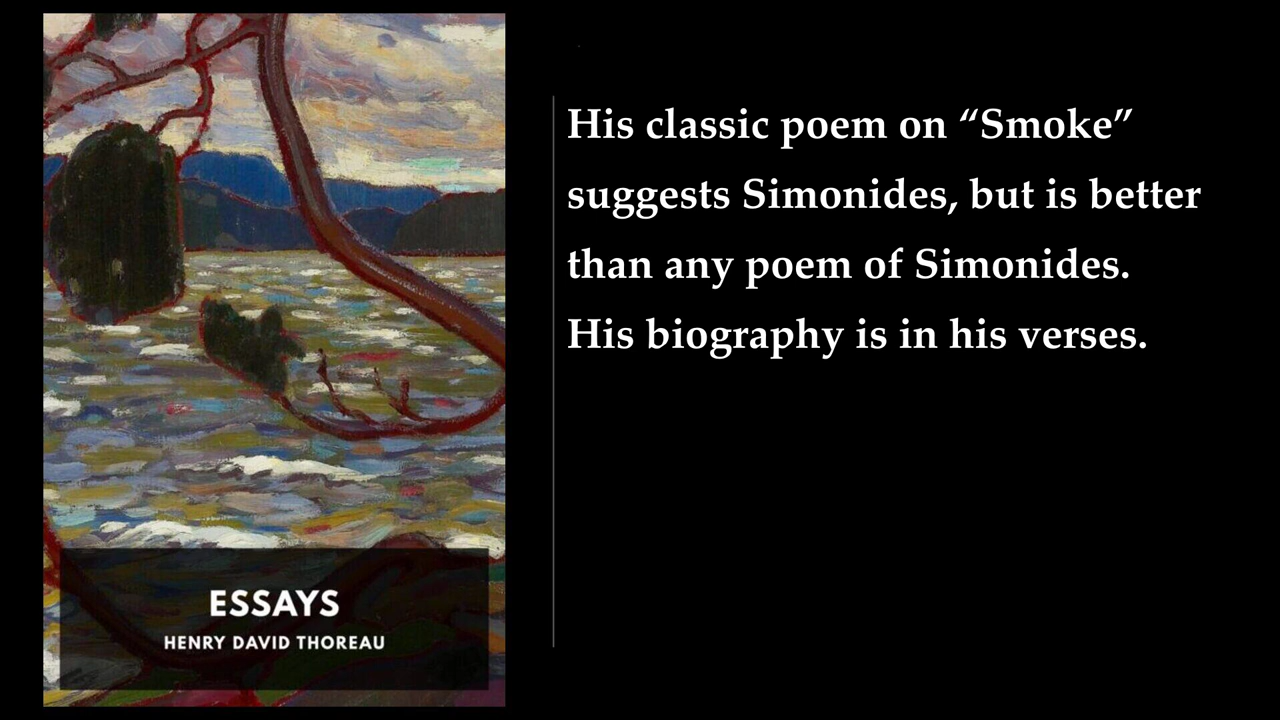 His classic poem on “Smoke”
suggests Simonides, but is better
than any poem of Simonides.
His biography is in his verses.
ESSAYS
HENRY DAVID THOREAU